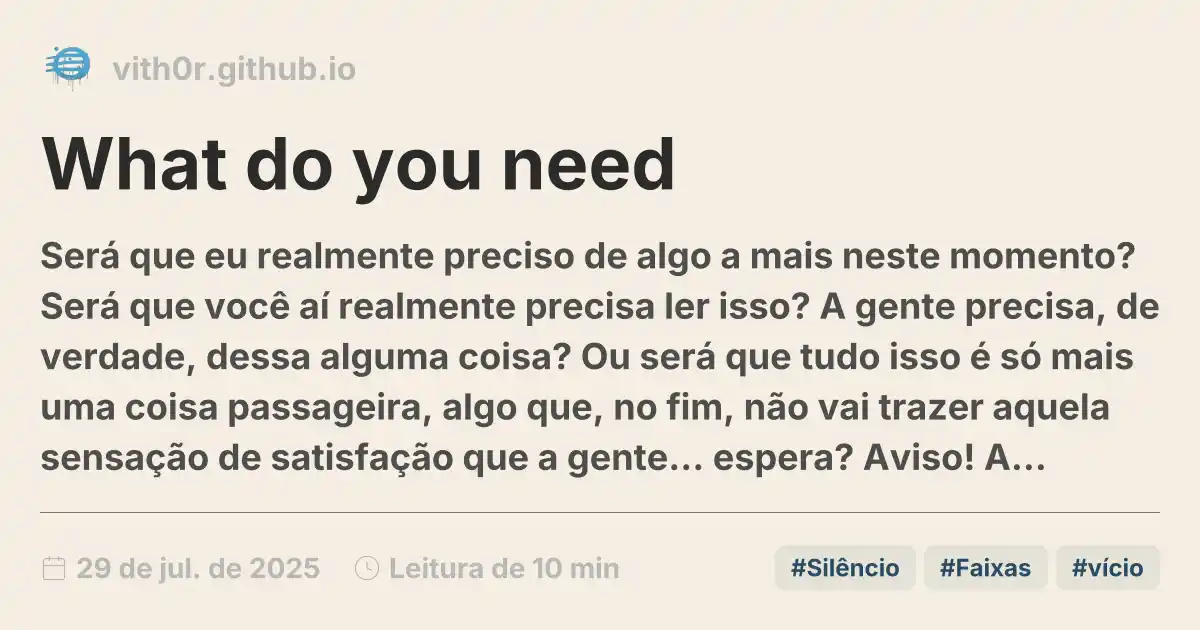 vith0r.github.io
What do you need
Será que eu realmente preciso de algo a mais neste momento?
Será que você aí realmente precisa ler isso? A gente precisa, de
verdade, dessa alguma coisa? Ou será que tudo isso é só mais
uma coisa passageira, algo que, no fim, não vai trazer aquela
sensação de satisfação que a gente... espera? Aviso! A...
29 de jul. de 2025 Leitura de 10 min #Silêncio #Faixas #vício